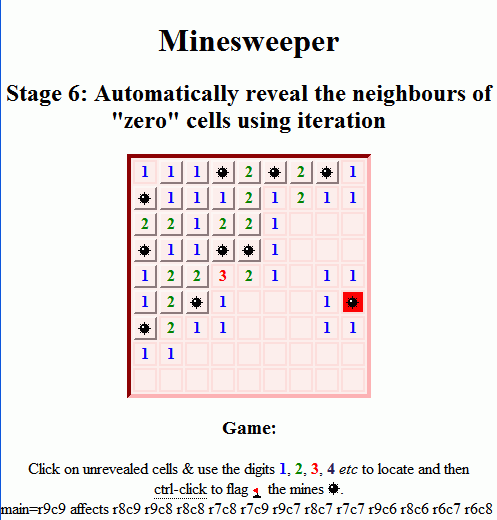 Minesweeper
Stage 6: Automatically reveal the neighbours of
"zero" cells using iteration
1 1 1 2 2 1
1 1 1 2 1 2 1 1
2 2 1 2 2 1
1 1 1
1 2 2 3 2 1 1 1
1 2 1 1
2 1 1 1 1
1 1
Game:
Click on unrevealed cells & use the digits 1, 2, 3, 4 etc to locate and then
ctrl-click to flag the mines .
main=r9c9 affects r8c9 r9c8 r8c8 r7c8 r7c9 r9c7 r8c7 r7c7 r9c6 r8c6 r7c6 r6c7 r6c8